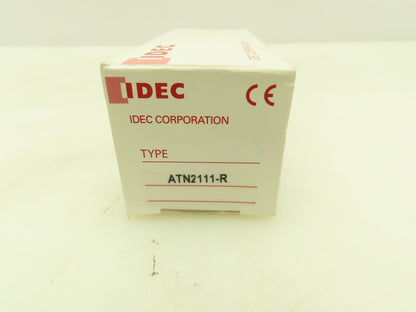 IDEC
CE
IDEC CORPORATION
TYPE
ATN2111-R